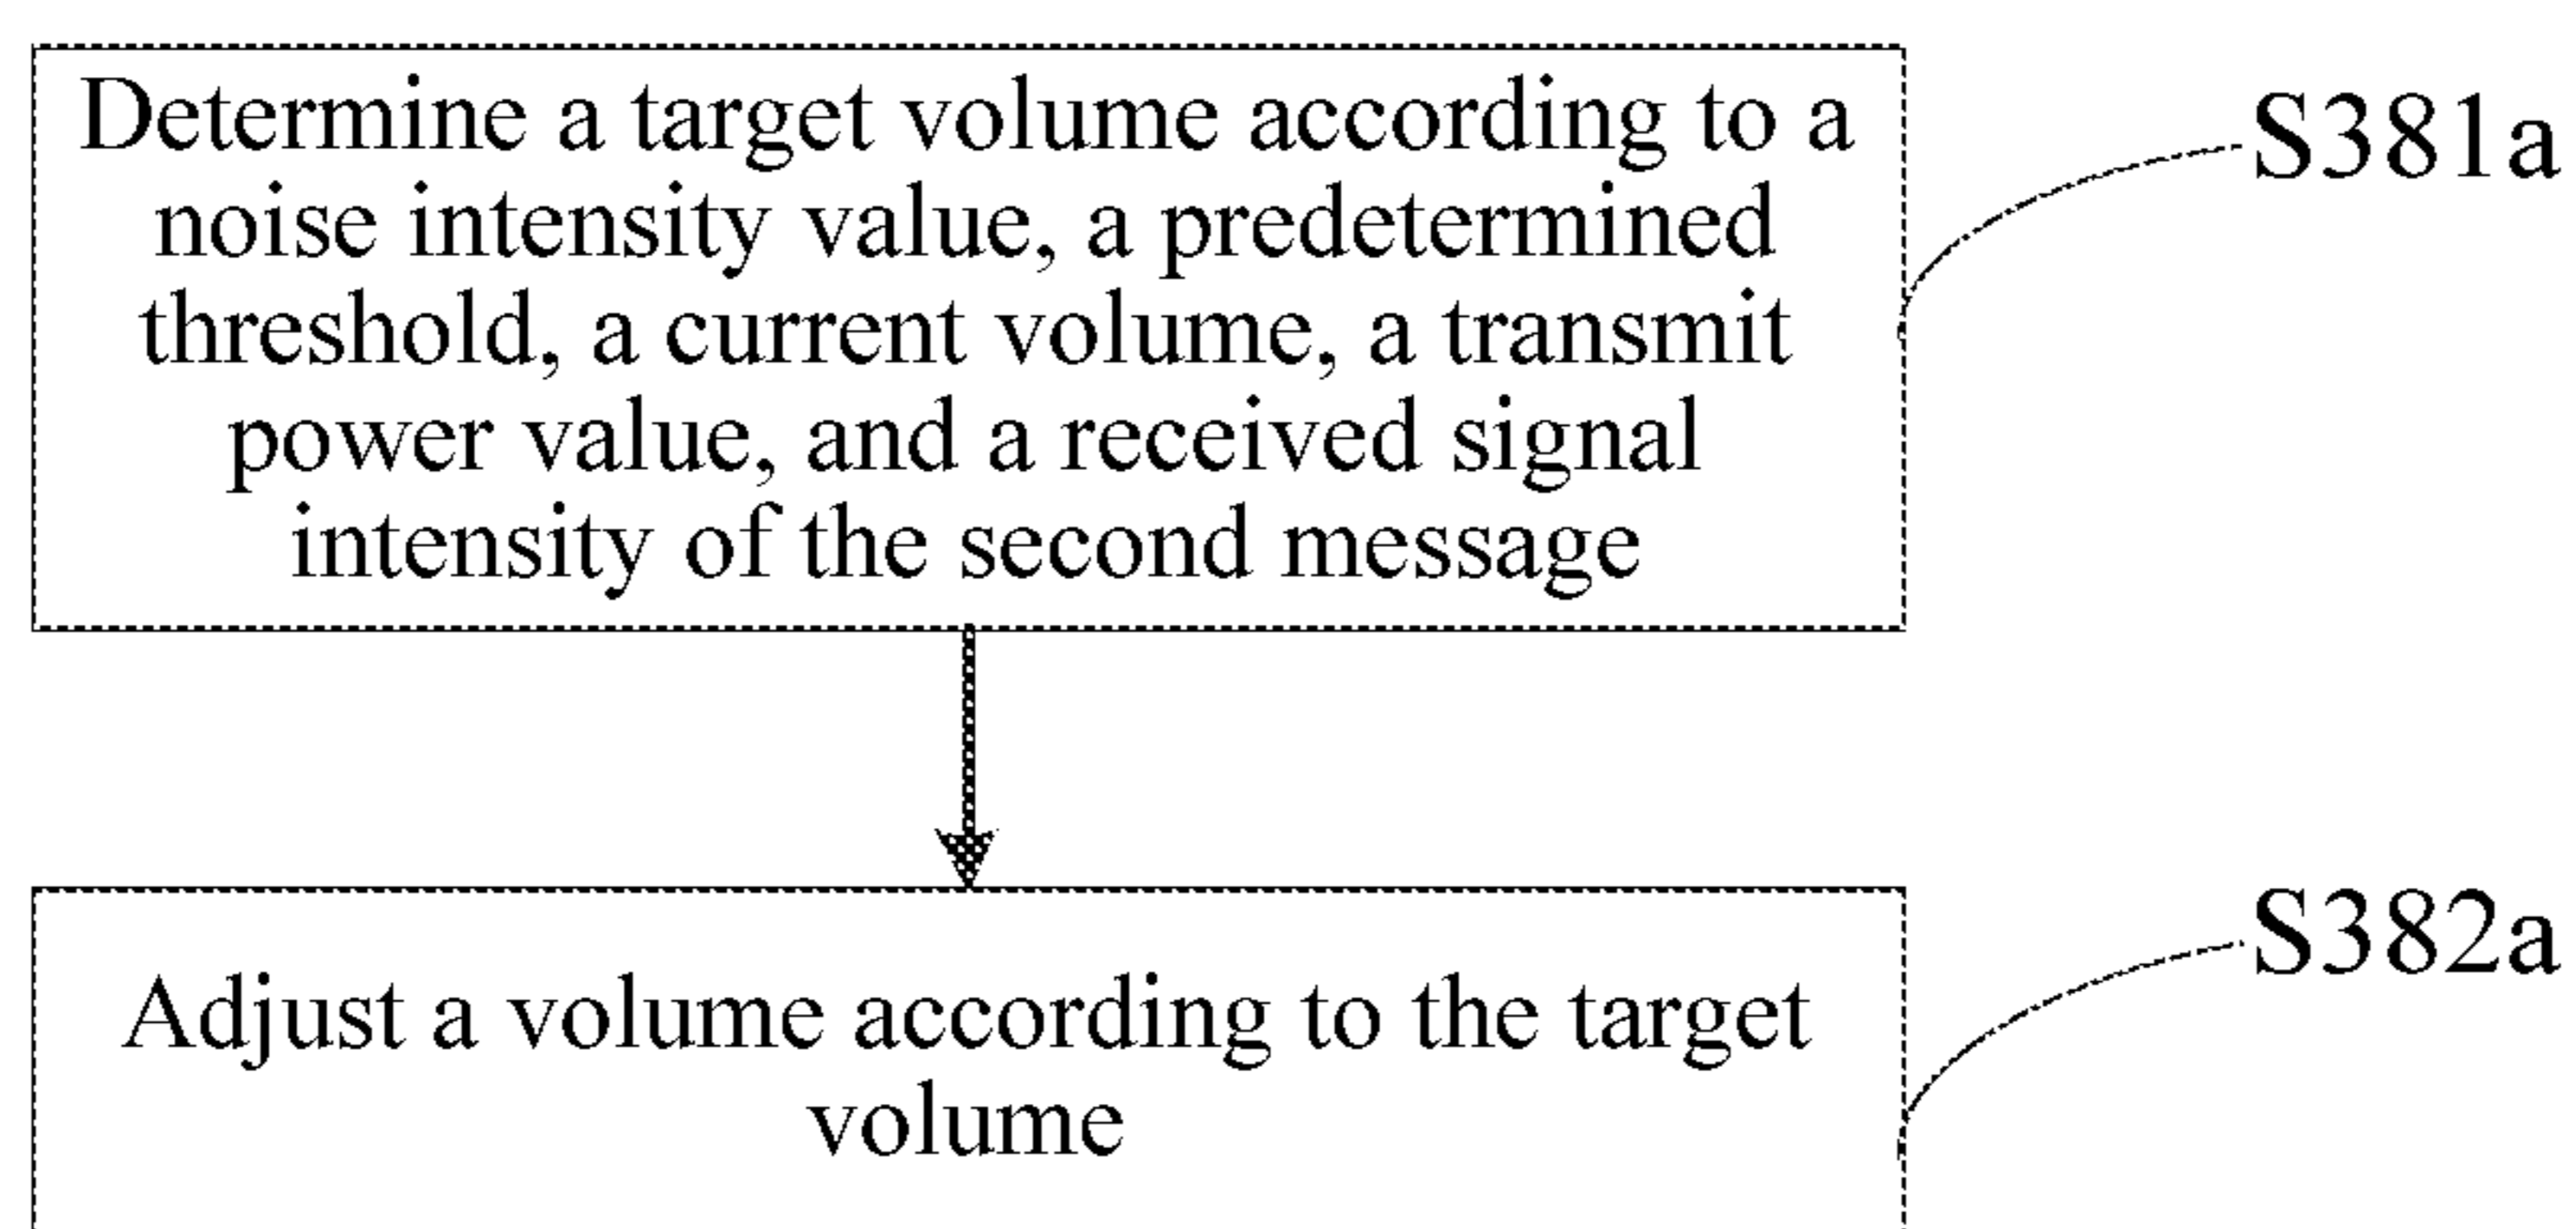 Determine a target volume according to a
noise intensity value, a predetermined
threshold, a current volume, a transmit
power value, and a received signal
intensity of the second message
S381a
Adjust a volume according to the target
volume
S382a